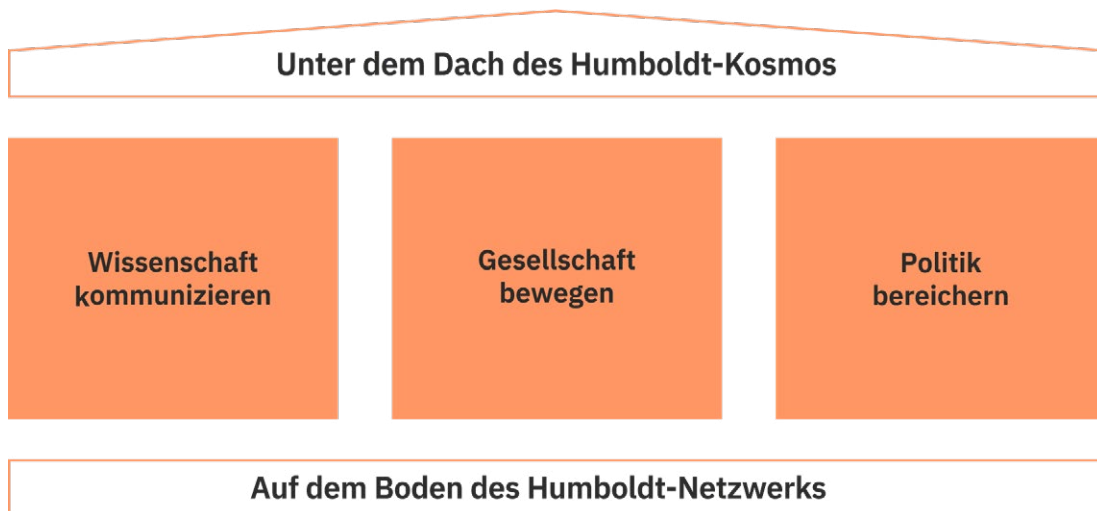 Unter dem Dach des Humboldt-Kosmos
Wissenschaft
kommunizieren
Gesellschaft
bewegen
Politik
bereichern
Auf dem Boden des Humboldt-Netzwerks